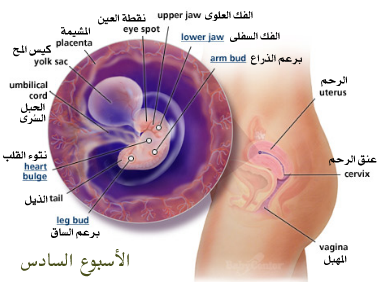 الفك العلوى upper jaw
نقطة العين
eye spot
المشيمة
placenta
كيس المح
yolk sac
الفك السفلى lower jaw
برعم الذراع arm bud
umbilical
cord
الحبل
السرى
نتوء القلب
heart
bulge
الذيل tail
leg bud
برعم الساق
الرحم
uterus
عنق الرحم
cervix
vagina
المهبل
الأسبوع السادس